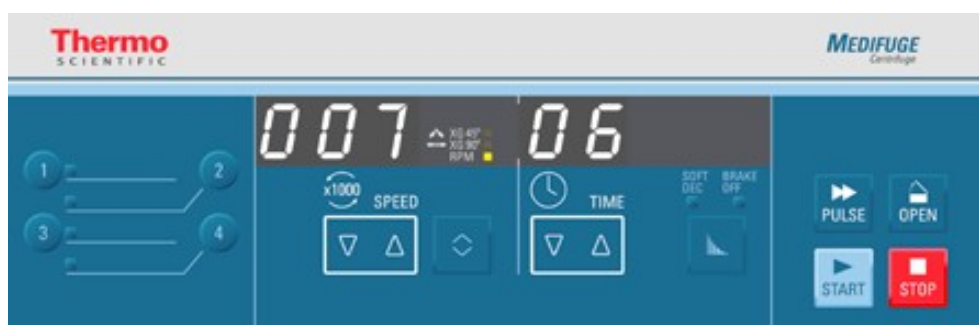 Thermo
SCIENTIFIC
MEDIFUGE
Centrifuge
007
XG 45°
XG 90°
RPM
06
1
2
3
4
x1000
SPEED
TIME
SOFT DEC
BRAKE OFF
PULSE
OPEN
START
STOP